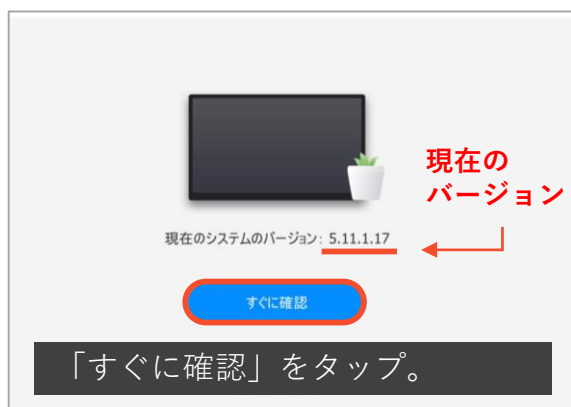 現在の
バージョン
現在のシステムのバージョン: 5.11.1.17
すぐに確認
「すぐに確認」をタップ。